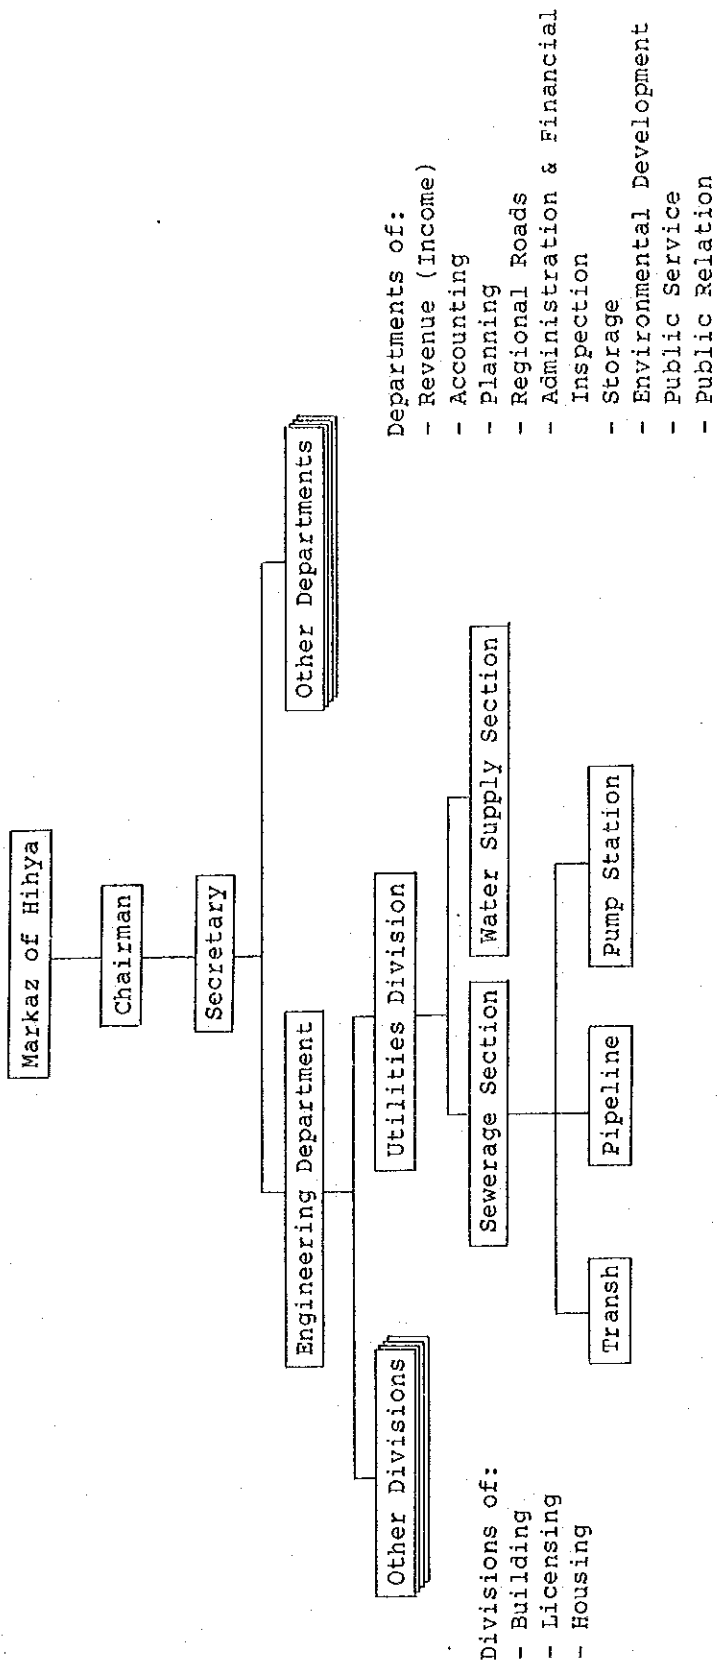 Markaz of Hihya
Chairman
Secretary
Engineering Department
Other Departments
Other Divisions
Utilities Division
Departments of:
- Revenue (Income)
- Accounting
- Planning
- Regional Roads
- Administration & Financial
Inspection
- Storage
- Environmental Development
- Public Service
- Public Relation
Divisions of:
- Building
- Licensing
- Housing
Sewerage Section
Water Supply Section
Transh
Pipeline
Pump Station